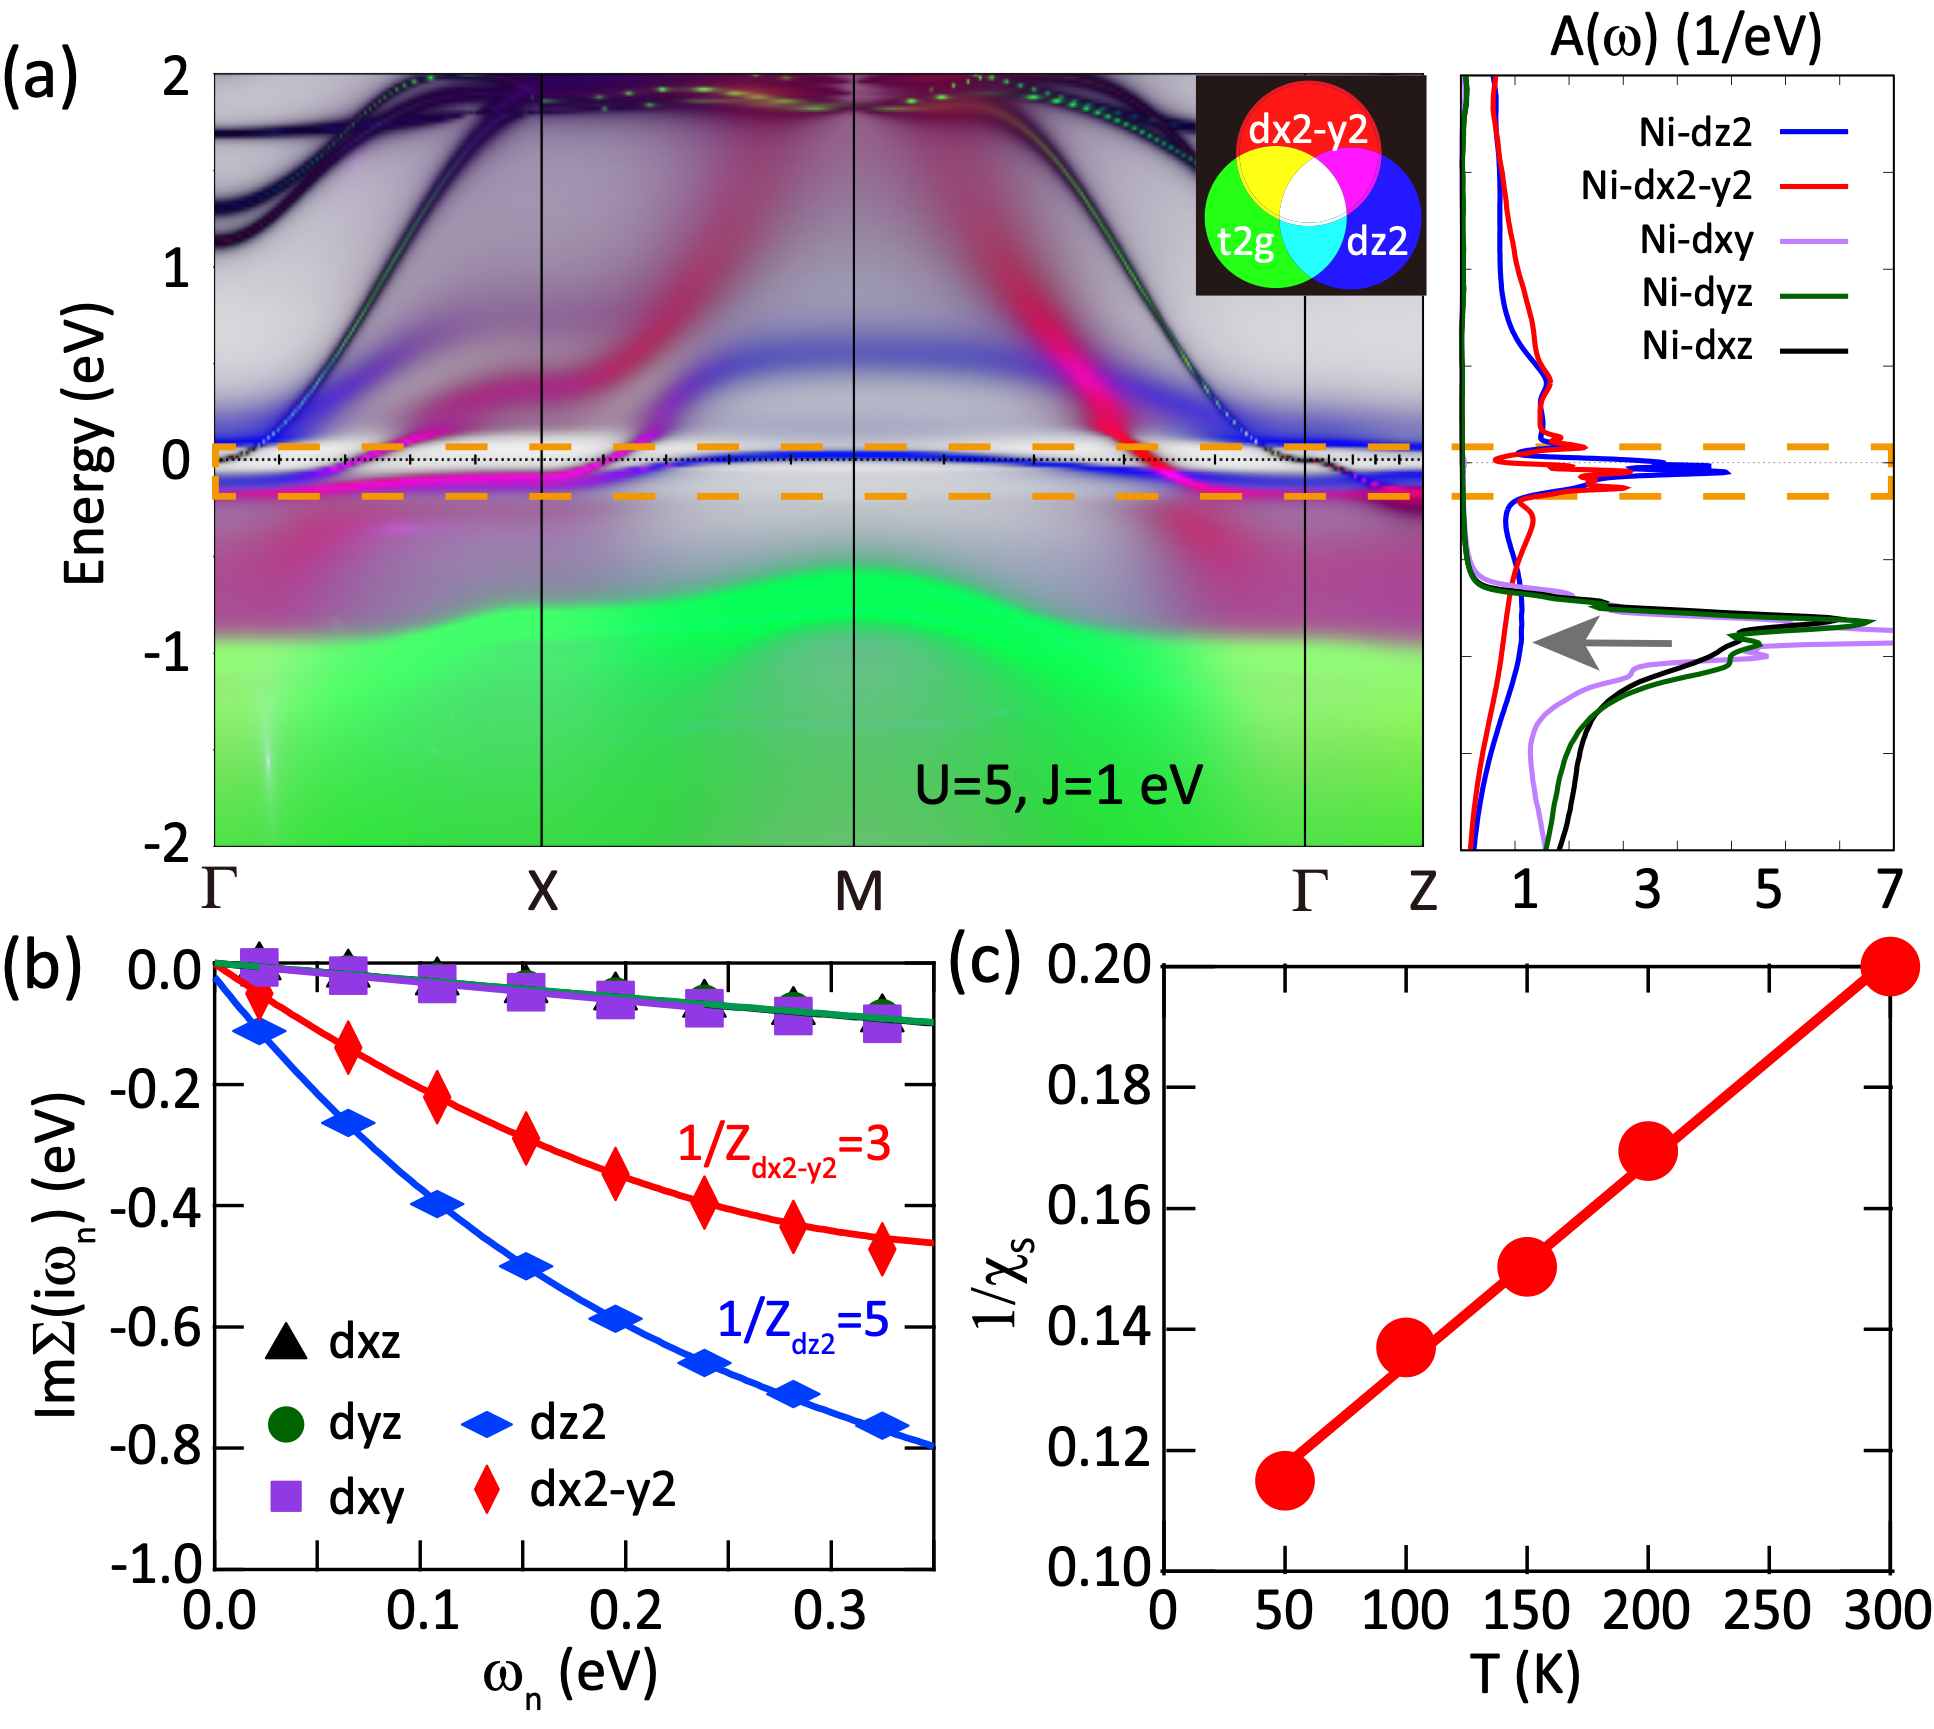 (a)
A(ω) (1/eV)
2
1
0
-1
-2
Energy (eV)
dx2-y2
t2g
dz2
U=5, J=1 eV
Γ
X
M
Γ
Z
Ni-dz2
Ni-dx2-y2
Ni-dxy
Ni-dyz
Ni-dxz
1
3
5
7
(b)
0.0
-0.2
-0.4
-0.6
-0.8
-1.0
ImΣ(iωn) (eV)
1/Zdx2-y2=3
1/Zdz2=5
dxz
dyz
dxy
dz2
dx2-y2
0.0
0.1
0.2
0.3
ωn (eV)
(c)
0.20
0.18
0.16
0.14
0.12
0.10
1/χs
0
50
100
150
200
250
300
T (K)